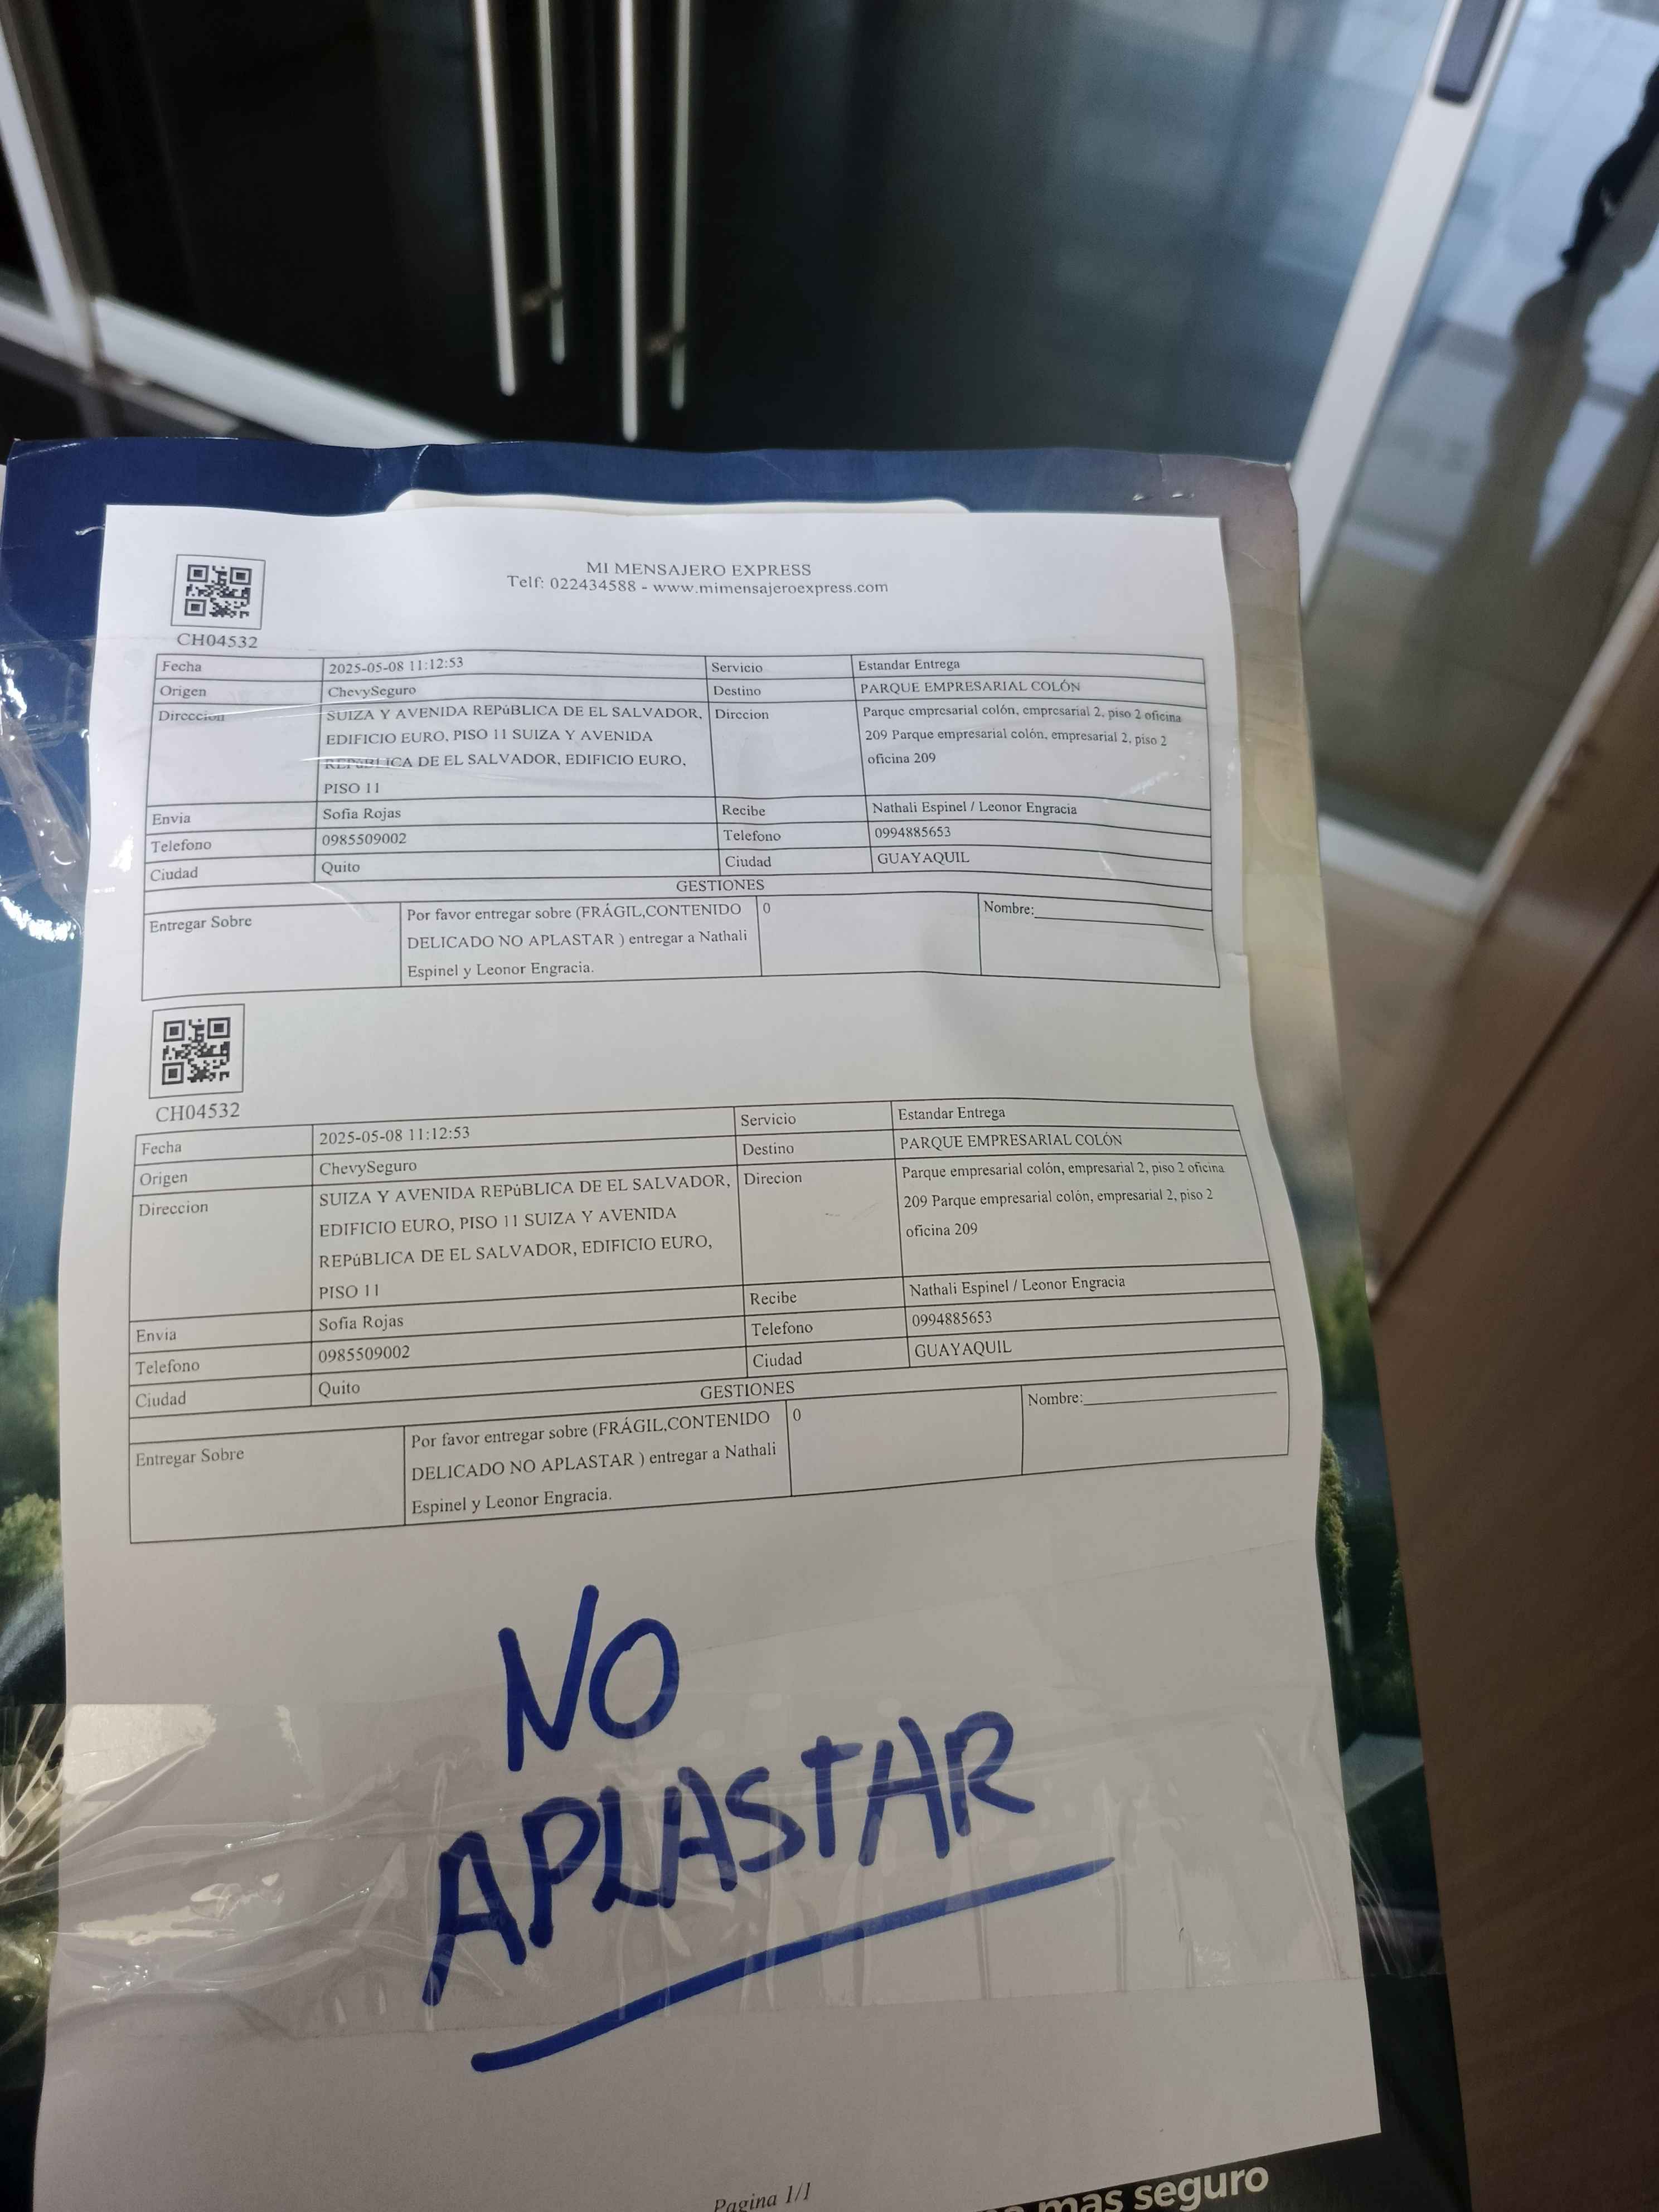 MI MENSAJERO EXPRESS
Telf: 022434588 - www.mimensajeroexpress.com
CH04532
Fecha 2025-05-08 11:12:53 Servicio Estandar Entrega
Origen ChevySeguro Destino PARQUE EMPRESARIAL COLÓN
Direccion SUIZA Y AVENIDA REPúBLICA DE EL SALVADOR, Direcion Parque empresarial colón, empresarial 2, piso 2 oficina
EDIFICIO EURO, PISO 11 SUIZA Y AVENIDA 209 Parque empresarial colón, empresarial 2, piso 2
REPúBLICA DE EL SALVADOR, EDIFICIO EURO, oficina 209
PISO 11
Envia Sofia Rojas Recibe Nathali Espinel / Leonor Engracia
Telefono 0985509002 Telefono 0994885653
Ciudad Quito Ciudad GUAYAQUIL
GESTIONES
Entregar Sobre Por favor entregar sobre (FRÁGIL,CONTENIDO 0 Nombre:
DELICADO NO APLASTAR ) entregar a Nathali
Espinel y Leonor Engracia.
CH04532
Fecha 2025-05-08 11:12:53 Servicio Estandar Entrega
Origen ChevySeguro Destino PARQUE EMPRESARIAL COLÓN
Direccion SUIZA Y AVENIDA REPúBLICA DE EL SALVADOR, Direcion Parque empresarial colón, empresarial 2, piso 2 oficina
EDIFICIO EURO, PISO 11 SUIZA Y AVENIDA 209 Parque empresarial colón, empresarial 2, piso 2
REPúBLICA DE EL SALVADOR, EDIFICIO EURO, oficina 209
PISO 11
Envia Sofia Rojas Recibe Nathali Espinel / Leonor Engracia
Telefono 0985509002 Telefono 0994885653
Ciudad Quito Ciudad GUAYAQUIL
GESTIONES
Entregar Sobre Por favor entregar sobre (FRÁGIL,CONTENIDO 0 Nombre:
DELICADO NO APLASTAR ) entregar a Nathali
Espinel y Leonor Engracia.
NO
APLASTAR
Pagina 1/1
mas seguro